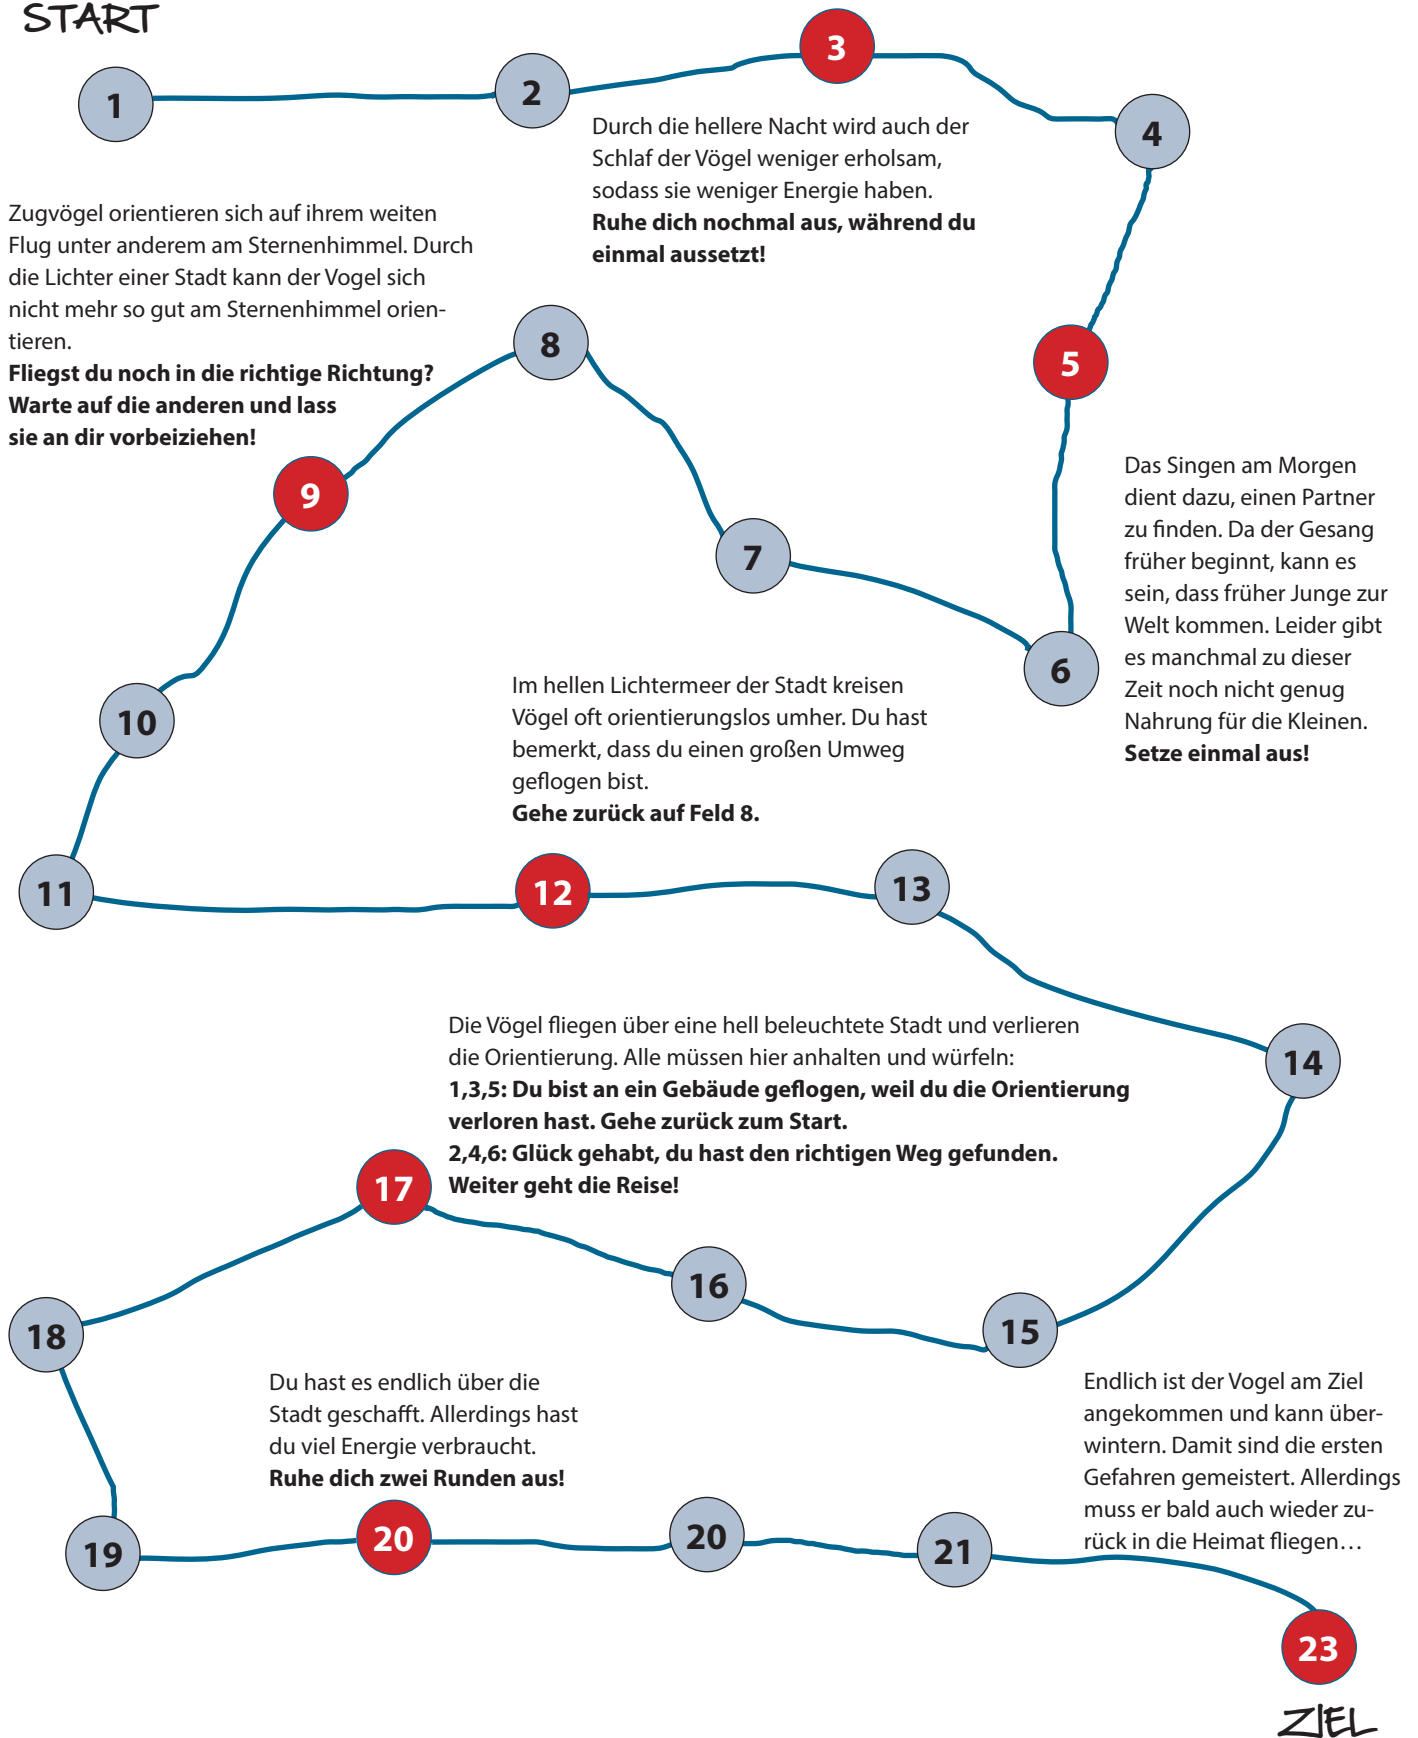 START
1
2
3
4
Durch die hellere Nacht wird auch der
Schlaf der Vögel weniger erholsam,
sodass sie weniger Energie haben.
Ruhe dich nochmal aus, während du
einmal aussetzt!
Zugvögel orientieren sich auf ihrem weiten
Flug unter anderem am Sternenhimmel. Durch
die Lichter einer Stadt kann der Vogel sich
nicht mehr so gut am Sternenhimmel orien-
tieren.
Fliegst du noch in die richtige Richtung?
Warte auf die anderen und lass
sie an dir vorbeiziehen!
5
Das Singen am Morgen
dient dazu, einen Partner
zu finden. Da der Gesang
früher beginnt, kann es
sein, dass früher Junge zur
Welt kommen. Leider gibt
es manchmal zu dieser
Zeit noch nicht genug
Nahrung für die Kleinen.
Setze einmal aus!
6
7
8
9
10
11
Im hellen Lichtermeer der Stadt kreisen
Vögel oft orientierungslos umher. Du hast
bemerkt, dass du einen großen Umweg
geflogen bist.
Gehe zurück auf Feld 8.
12
13
14
15
16
Die Vögel fliegen über eine hell beleuchtete Stadt und verlieren
die Orientierung. Alle müssen hier anhalten und würfeln:
1,3,5: Du bist an ein Gebäude geflogen, weil du die Orientierung
verloren hast. Gehe zurück zum Start.
2,4,6: Glück gehabt, du hast den richtigen Weg gefunden.
Weiter geht die Reise!
17
18
19
Du hast es endlich über die
Stadt geschafft. Allerdings hast
du viel Energie verbraucht.
Ruhe dich zwei Runden aus!
20
20
21
Endlich ist der Vogel am Ziel
angekommen und kann über-
wintern. Damit sind die ersten
Gefahren gemeistert. Allerdings
muss er bald auch wieder zu-
rück in die Heimat fliegen…
23
ZIEL